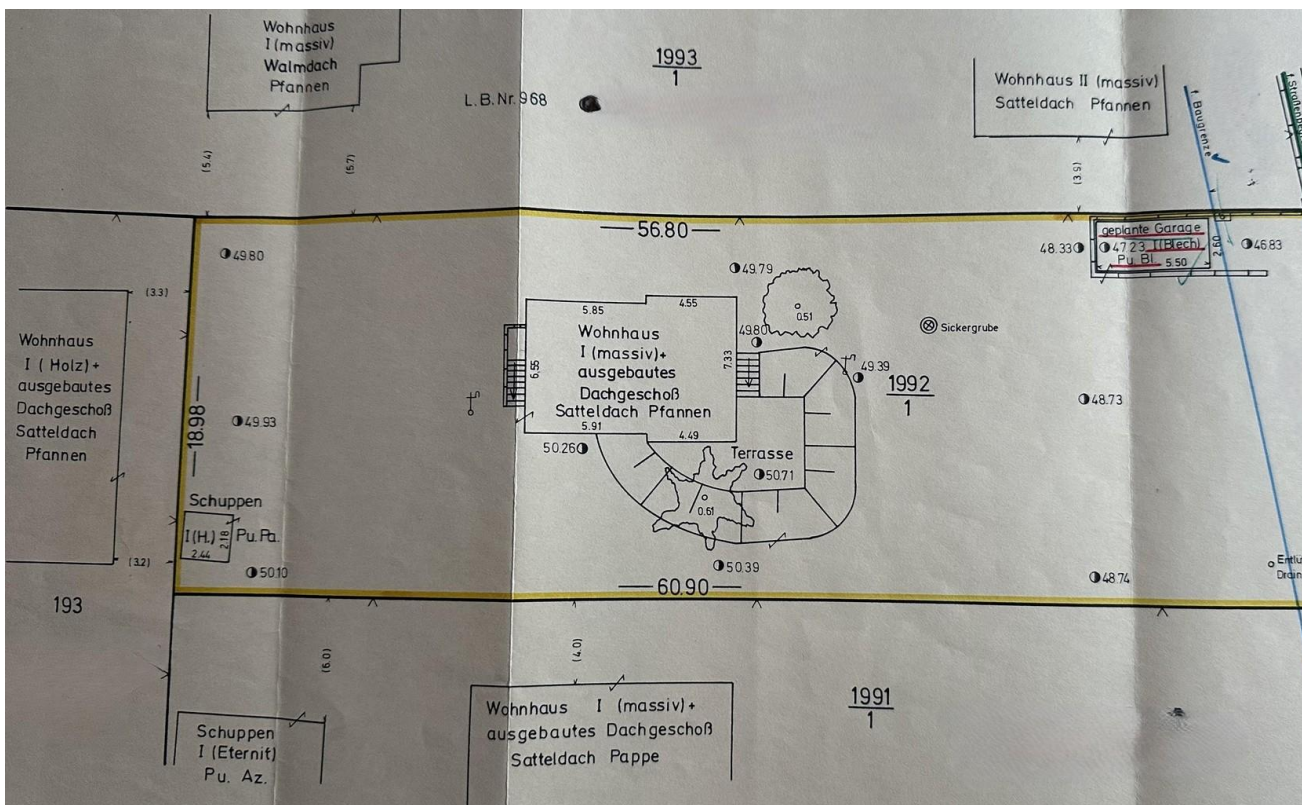 Wohnhaus
I (massiv)
Walmdach
Pfannen
1993
1
L.B.Nr. 968
Wohnhaus II (massiv)
Satteldach Pfannen
f. Baugrenze
(5.4)
(5.7)
(3.9)
56.80
geplante Garage
47.23 I (Blech)
Pu. Bl. 5.50
2.60
48.33
46.83
49.80
49.79
(3.3)
5.85
4.55
0.51
49.80
Sickergrube
Wohnhaus
I (Holz) +
ausgebautes
Dachgeschoß
Satteldach
Pfannen
Wohnhaus
I (massiv) +
ausgebautes
Dachgeschoß
Satteldach Pfannen
6.55
7.33
5.91
4.49
49.39
1992
1
48.73
18.98
49.93
50.26
Terrasse
50.71
0.61
Schuppen
I (H.)
2.18
Pu. Pa.
2.44
(3.2)
50.10
50.39
48.74
60.90
193
(6.0)
(4.0)
Schuppen
I (Eternit)
Pu. Az.
Wohnhaus I (massiv) +
ausgebautes Dachgeschoß
Satteldach Pappe
1991
1